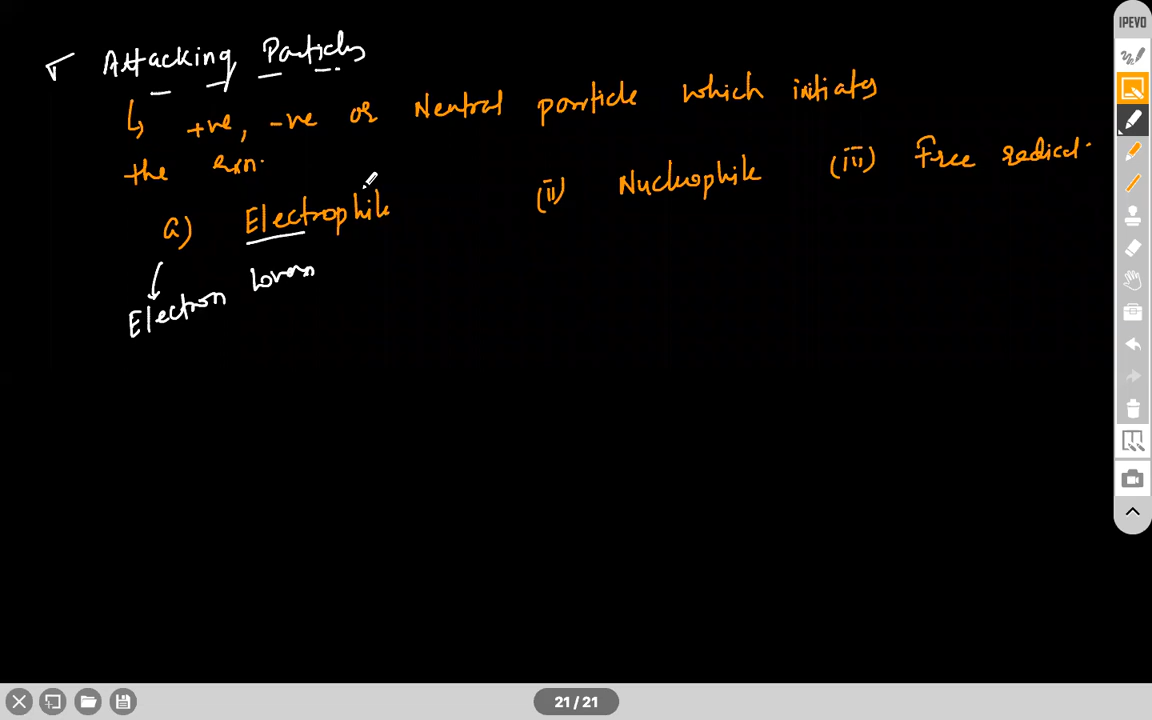 Attacking Particles
↳ +ve, -ve or Neutral particle which initiates
the rxn.
a) Electrophile (ii) Nucleophile (iii) Free radical.
Electron lovers
IPEVO
21 / 21